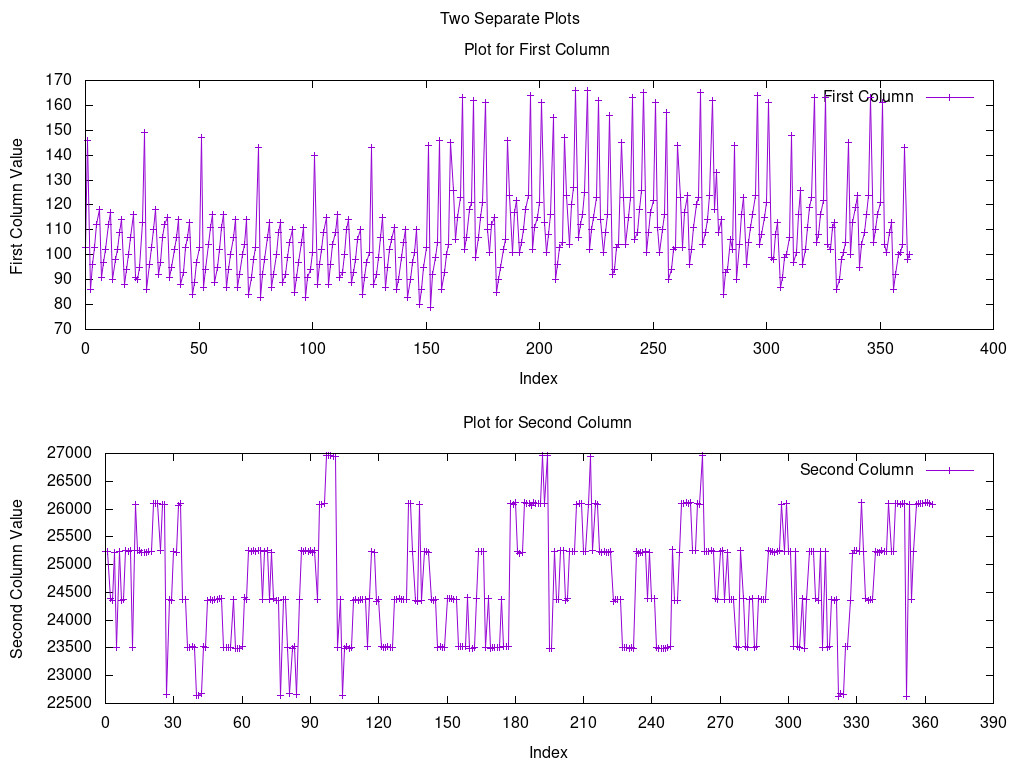 Two Separate Plots
Plot for First Column
170
160
150
140
130
120
110
100
90
80
70
First Column Value
First Column
0 50 100 150 200 250 300 350 400
Index
Plot for Second Column
27000
26500
26000
25500
25000
24500
24000
23500
23000
22500
Second Column Value
Second Column
0 30 60 90 120 150 180 210 240 270 300 330 360 390
Index